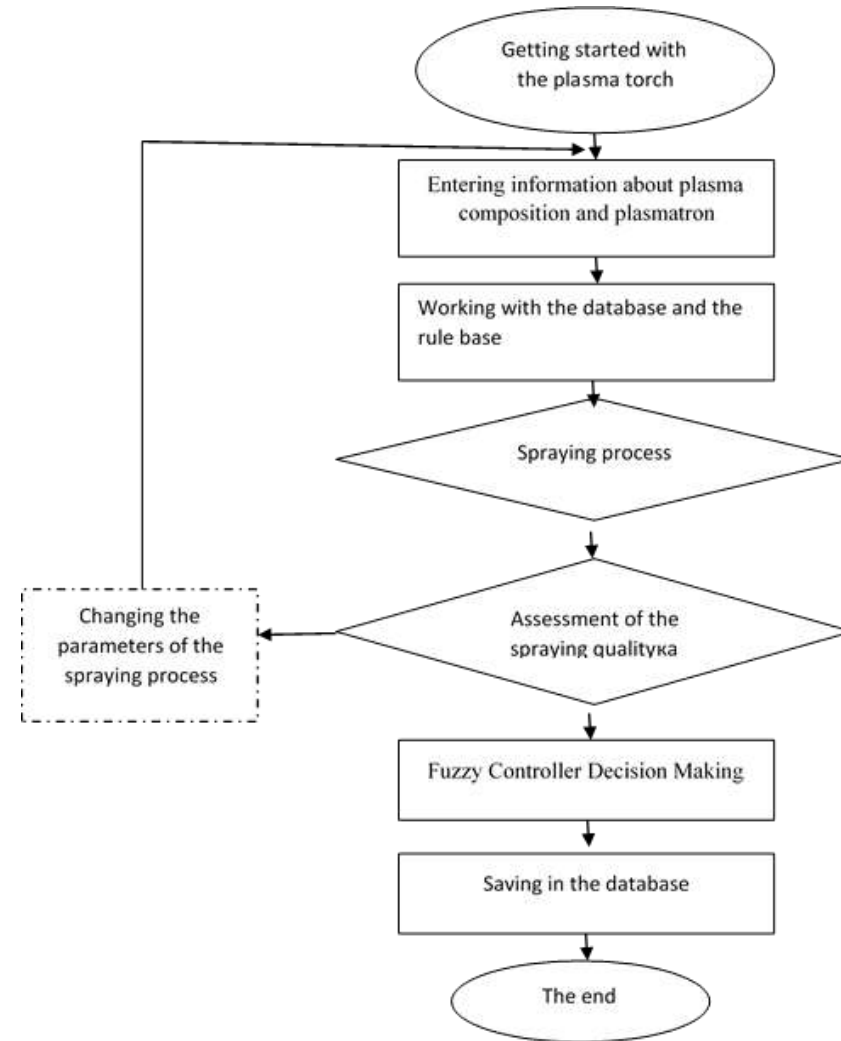 Getting started with
the plasma torch
Entering information about plasma
composition and plasmatron
Working with the database and the
rule base
Spraying process
Assessment of the
spraying qualityка
Changing the
parameters of the
spraying process
Fuzzy Controller Decision Making
Saving in the database
The end